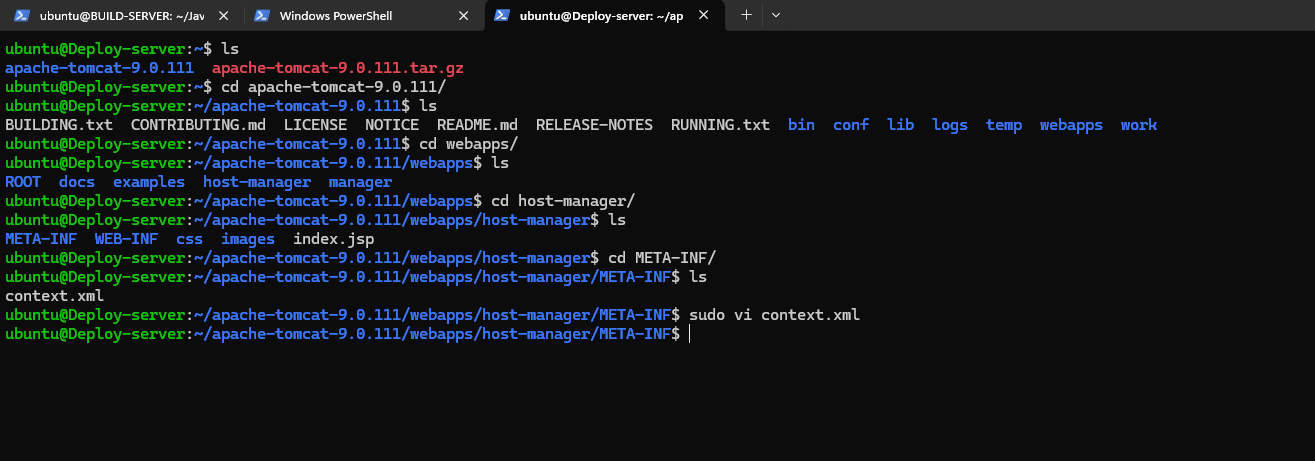 ubuntu@BUILD-SERVER: ~/Jav
Windows PowerShell
ubuntu@Deploy-server: ~/ap
ubuntu@Deploy-server:~$ ls
apache-tomcat-9.0.111  apache-tomcat-9.0.111.tar.gz
ubuntu@Deploy-server:~$ cd apache-tomcat-9.0.111/
ubuntu@Deploy-server:~/apache-tomcat-9.0.111$ ls
BUILDING.txt  CONTRIBUTING.md  LICENSE  NOTICE  README.md  RELEASE-NOTES  RUNNING.txt  bin  conf  lib  logs  temp  webapps  work
ubuntu@Deploy-server:~/apache-tomcat-9.0.111$ cd webapps/
ubuntu@Deploy-server:~/apache-tomcat-9.0.111/webapps$ ls
ROOT  docs  examples  host-manager  manager
ubuntu@Deploy-server:~/apache-tomcat-9.0.111/webapps$ cd host-manager/
ubuntu@Deploy-server:~/apache-tomcat-9.0.111/webapps/host-manager$ ls
META-INF  WEB-INF  css  images  index.jsp
ubuntu@Deploy-server:~/apache-tomcat-9.0.111/webapps/host-manager$ cd META-INF/
ubuntu@Deploy-server:~/apache-tomcat-9.0.111/webapps/host-manager/META-INF$ ls
context.xml
ubuntu@Deploy-server:~/apache-tomcat-9.0.111/webapps/host-manager/META-INF$ sudo vi context.xml
ubuntu@Deploy-server:~/apache-tomcat-9.0.111/webapps/host-manager/META-INF$